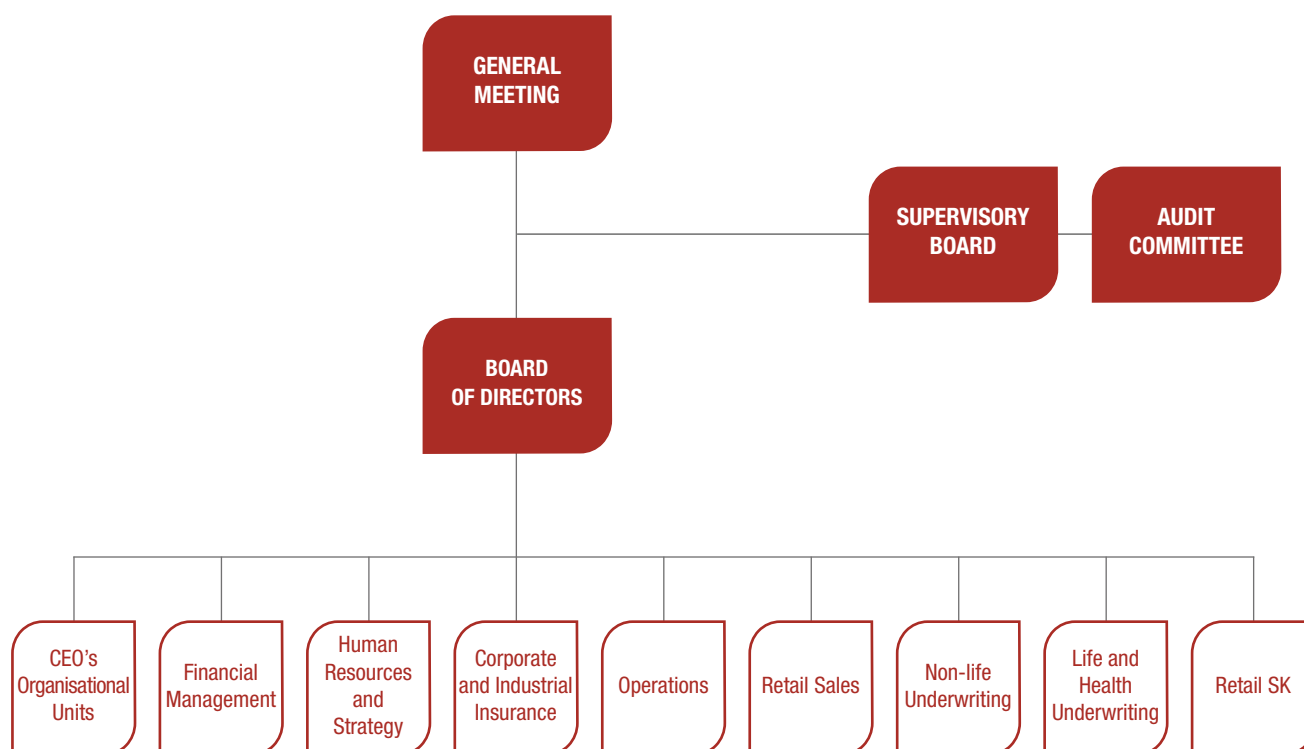 GENERAL
MEETING
SUPERVISORY
BOARD
AUDIT
COMMITTEE
BOARD
OF DIRECTORS
CEO’s
Organisational
Units
Financial
Management
Human
Resources
and
Strategy
Corporate
and Industrial
Insurance
Operations
Retail Sales
Non-life
Underwriting
Life and
Health
Underwriting
Retail SK